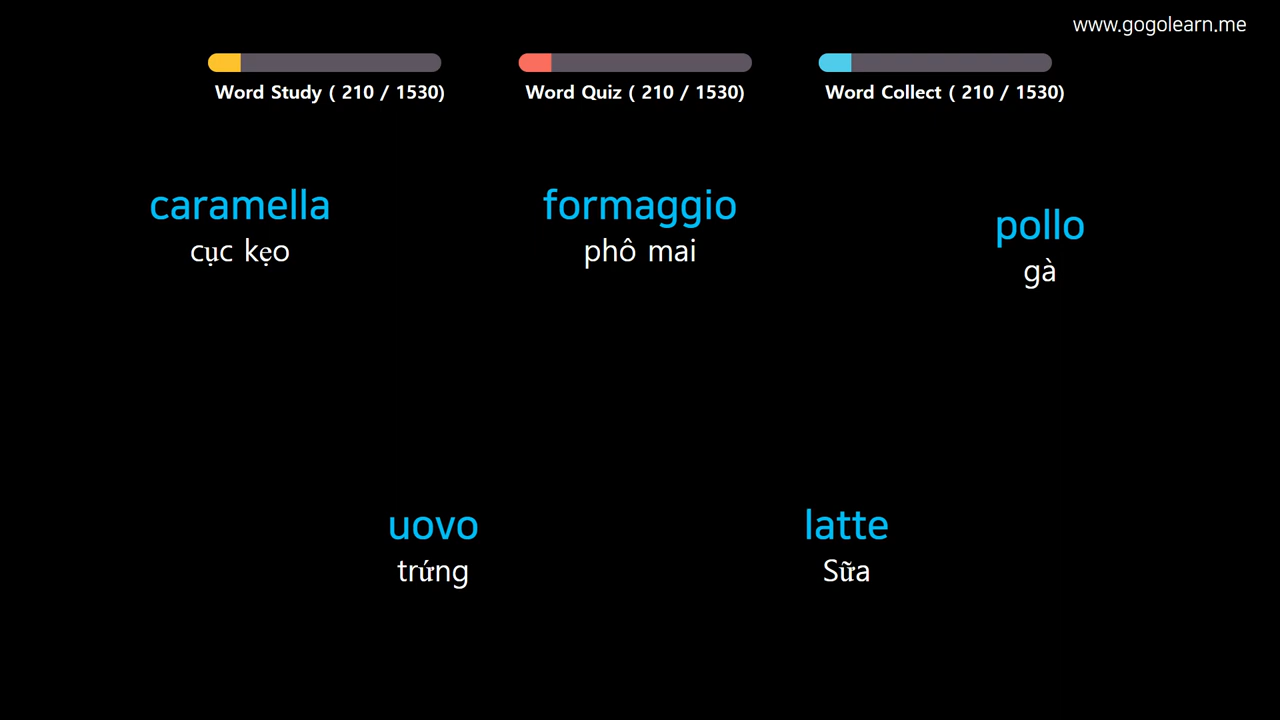 www.gogolearn.me
Word Study ( 210 / 1530)
Word Quiz ( 210 / 1530)
Word Collect ( 210 / 1530)
caramella
cục kẹo
formaggio
phô mai
pollo
gà
uovo
trứng
latte
Sữa